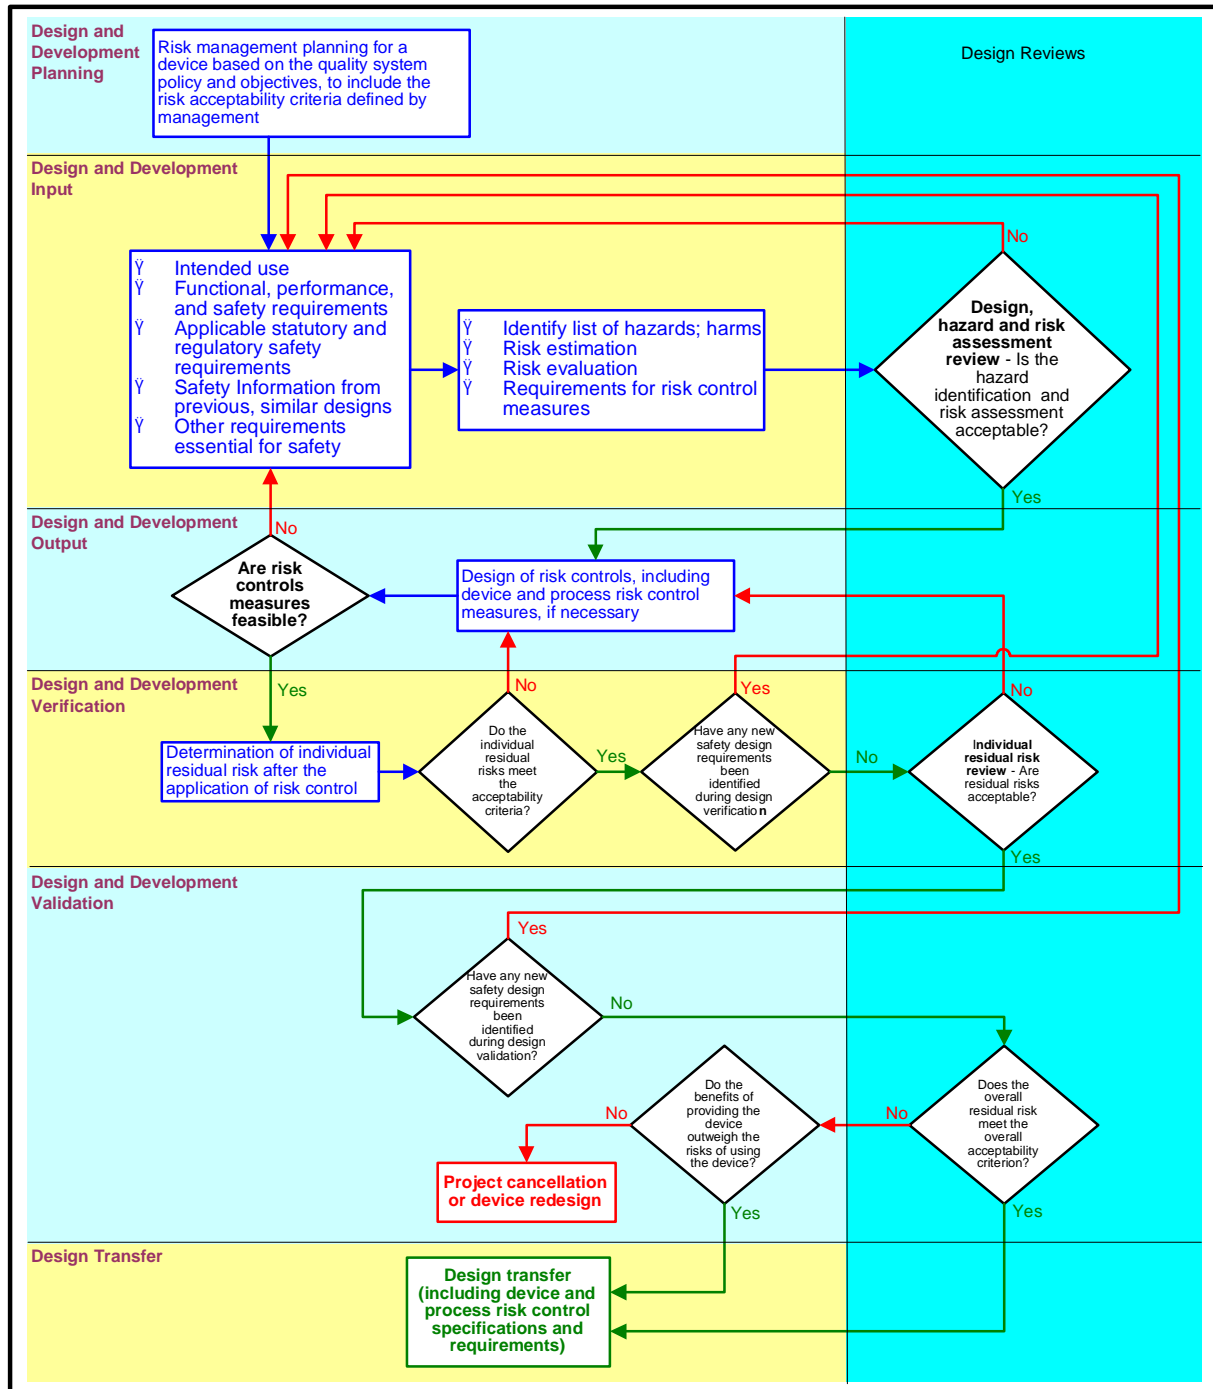 Design and
Development
Planning
Risk management planning for a
device based on the quality system
policy and objectives, to include the
risk acceptability criteria defined by
management
Design Reviews
Design and Development
Input
Ÿ Intended use
Ÿ Functional, performance,
and safety requirements
Ÿ Applicable statutory and
regulatory safety
requirements
Ÿ Safety Information from
previous, similar designs
Ÿ Other requirements
essential for safety
Ÿ Identify list of hazards; harms
Ÿ Risk estimation
Ÿ Risk evaluation
Ÿ Requirements for risk control
measures
No
Design,
hazard and risk
assessment
review - Is the
hazard
identification and
risk assessment
acceptable?
Yes
Design and Development
Output
No
Are risk
controls
measures
feasible?
Design of risk controls, including
device and process risk control
measures, if necessary
Yes
Design and Development
Verification
Determination of individual
residual risk after the
application of risk control
No
Do the
individual
residual
risks meet
the
acceptability
criteria?
Yes
Yes
Have any new
safety design
requirements
been
identified
during design
verification
No
No
Individual
residual risk
review - Are
residual risks
acceptable?
Yes
Design and Development
Validation
Yes
Have any new
safety design
requirements
been
identified
during design
validation?
No
Does the
overall
residual risk
meet the
overall
acceptability
criterion?
No
Do the
benefits of
providing the
device
outweigh the
risks of using
the device?
No
Project cancellation
or device redesign
Yes
Yes
Design Transfer
Design transfer
(including device and
process risk control
specifications and
requirements)